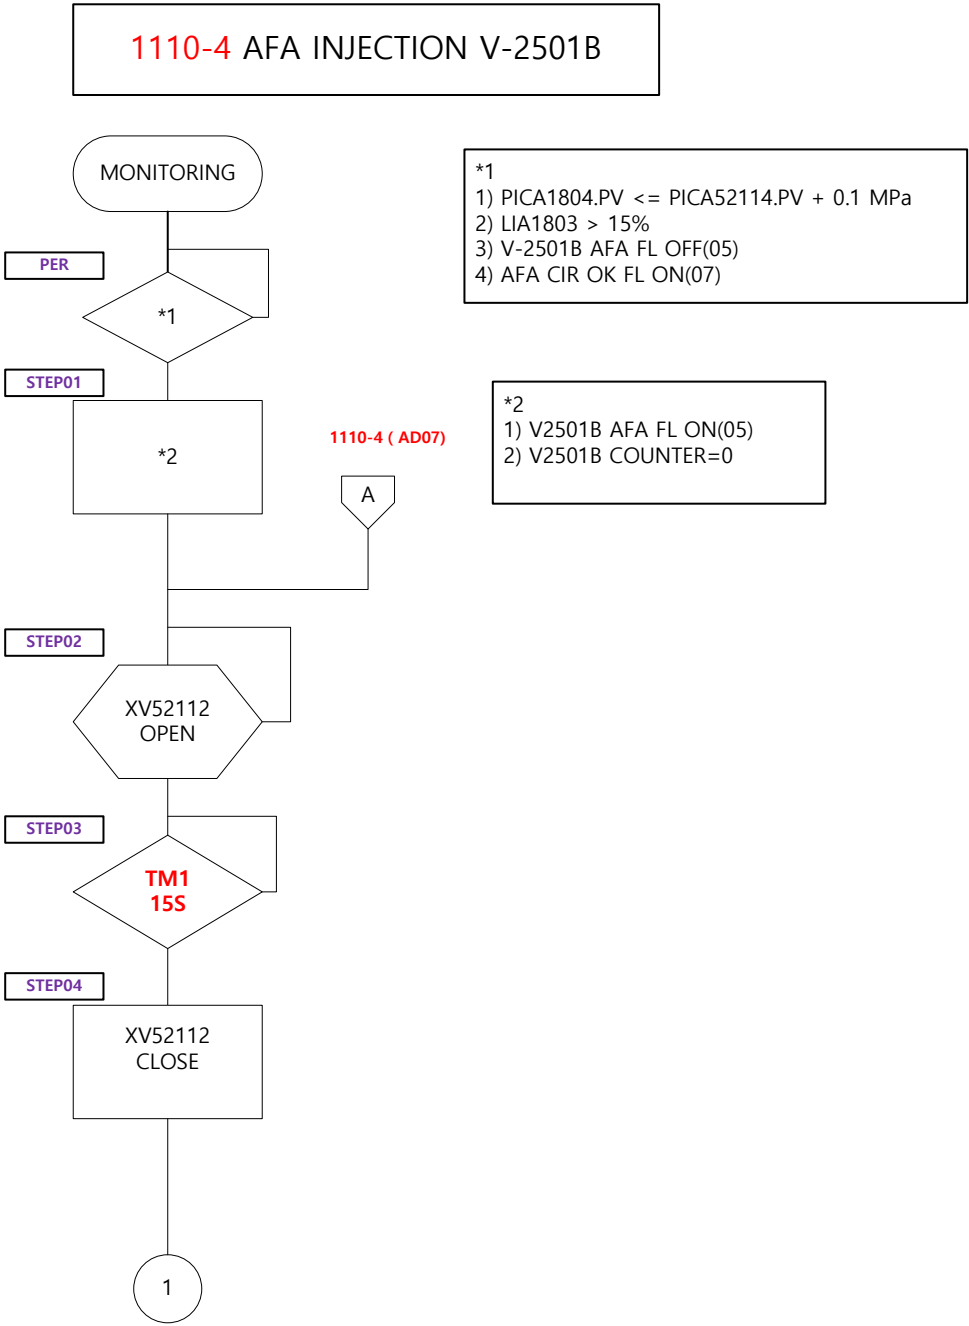 1110-4 AFA INJECTION V-2501B
MONITORING
*1
1) PICA1804.PV <= PICA52114.PV + 0.1 MPa
2) LIA1803 > 15%
3) V-2501B AFA FL OFF(05)
4) AFA CIR OK FL ON(07)
PER
*1
STEP01
*2
1110-4 ( AD07)
A
*2
1) V2501B AFA FL ON(05)
2) V2501B COUNTER=0
STEP02
XV52112
OPEN
STEP03
TM1
15S
STEP04
XV52112
CLOSE
1